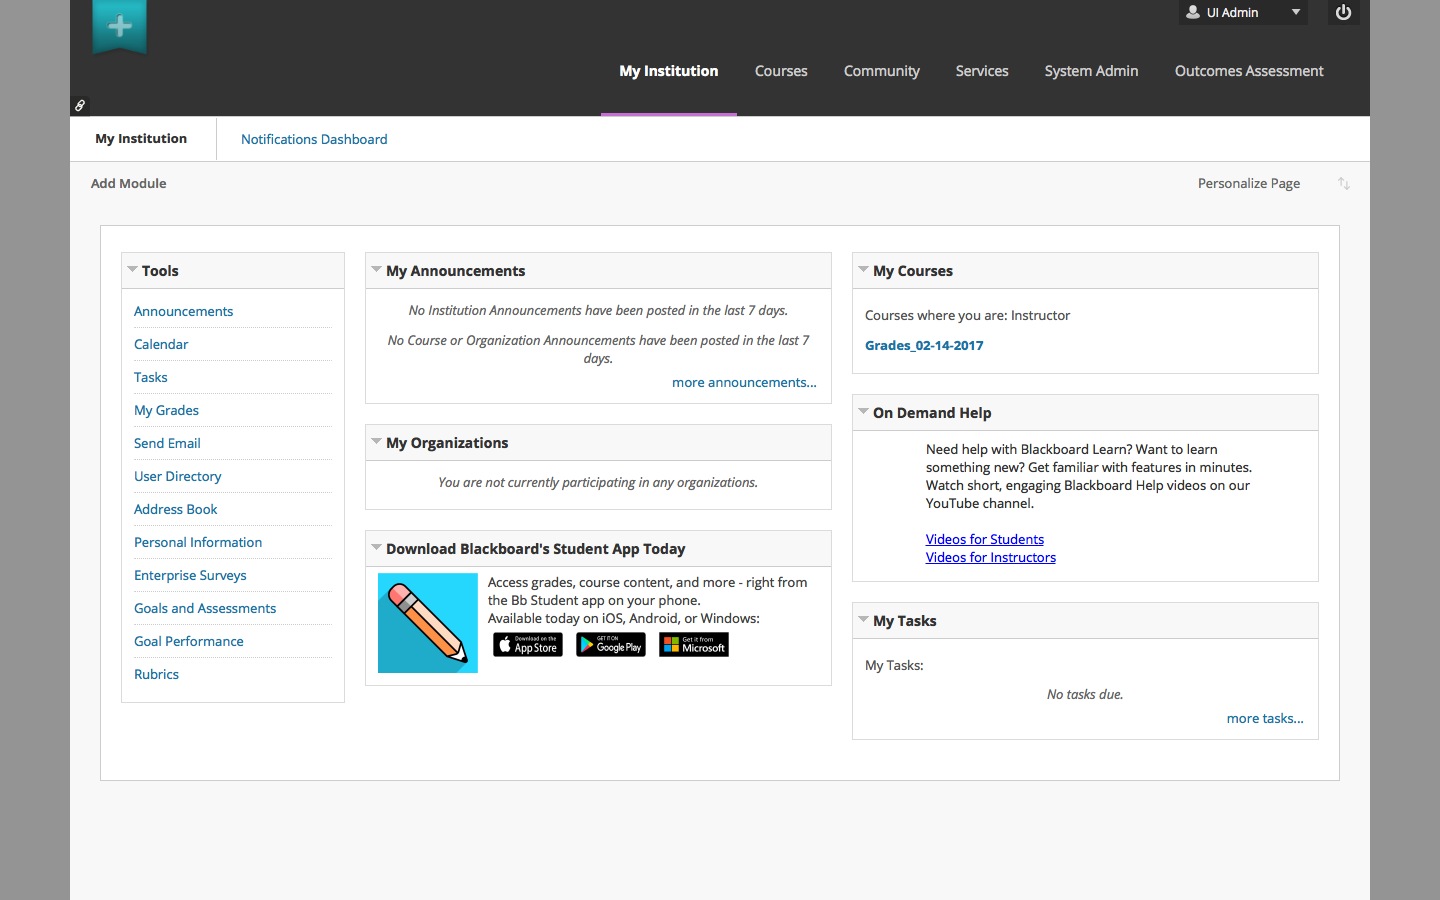 UI Admin
My Institution
Courses
Community
Services
System Admin
Outcomes Assessment
My Institution
Notifications Dashboard
Add Module
Personalize Page
Tools
Announcements
Calendar
Tasks
My Grades
Send Email
User Directory
Address Book
Personal Information
Enterprise Surveys
Goals and Assessments
Goal Performance
Rubrics
My Announcements
No Institution Announcements have been posted in the last 7 days.
No Course or Organization Announcements have been posted in the last 7
days.
more announcements...
My Organizations
You are not currently participating in any organizations.
Download Blackboard's Student App Today
Access grades, course content, and more - right from
the Bb Student app on your phone.
Available today on iOS, Android, or Windows:
Download on the
App Store
GET IT ON
Google Play
Get it from
Microsoft
My Courses
Courses where you are: Instructor
Grades_02-14-2017
On Demand Help
Need help with Blackboard Learn? Want to learn
something new? Get familiar with features in minutes.
Watch short, engaging Blackboard Help videos on our
YouTube channel.
Videos for Students
Videos for Instructors
My Tasks
My Tasks:
No tasks due.
more tasks...